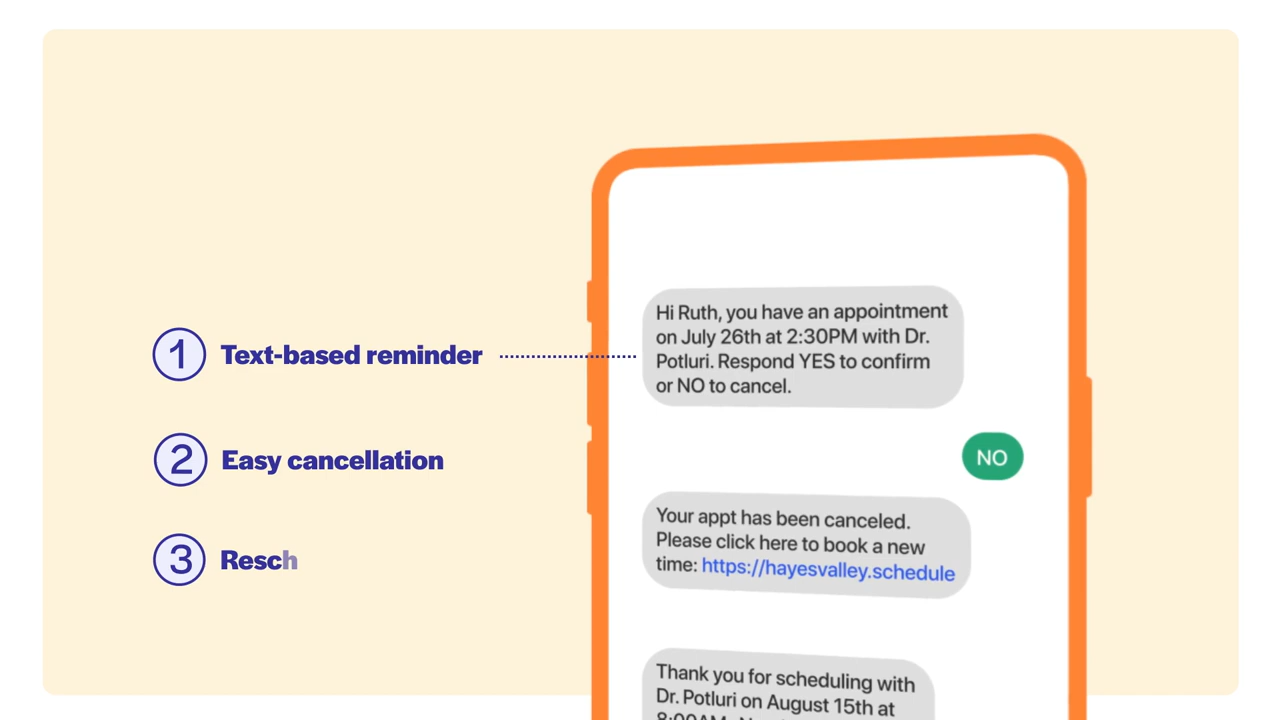 1 Text-based reminder
2 Easy cancellation
3 Resch
Hi Ruth, you have an appointment
on July 26th at 2:30PM with Dr.
Potluri. Respond YES to confirm
or NO to cancel.
NO
Your appt has been canceled.
Please click here to book a new
time: https://hayesvalley.schedule
Thank you for scheduling with
Dr. Potluri on August 15th at
8:00AM